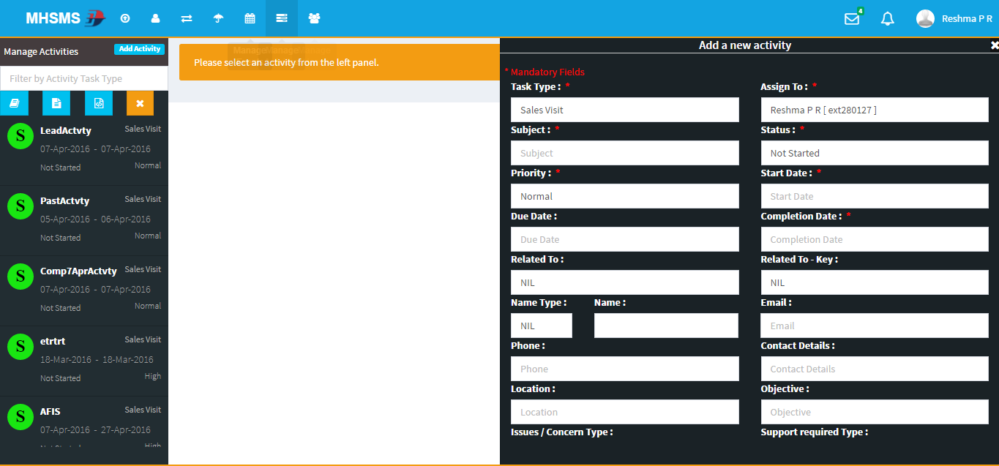 MHSMS
4
Reshma P R
Manage Activities
Add Activity
Filter by Activity Task Type
S
LeadActvty
Sales Visit
07-Apr-2016 - 07-Apr-2016
Not Started
Normal
S
PastActvty
Sales Visit
05-Apr-2016 - 06-Apr-2016
Not Started
Normal
S
Comp7AprActvty
Sales Visit
07-Apr-2016 - 07-Apr-2016
Not Started
Normal
S
etrtrt
Sales Visit
18-Mar-2016 - 18-Mar-2016
Not Started
High
S
AFIS
Sales Visit
07-Apr-2016 - 27-Apr-2016
Not Started
High
Please select an activity from the left panel.
Add a new activity
* Mandatory Fields
Task Type : *
Assign To : *
Sales Visit
Reshma P R [ ext280127 ]
Subject : *
Status : *
Subject
Not Started
Priority : *
Start Date : *
Normal
Start Date
Due Date :
Completion Date : *
Due Date
Completion Date
Related To :
Related To - Key :
NIL
NIL
Name Type :
Name :
Email :
NIL
Email
Phone :
Contact Details :
Phone
Contact Details
Location :
Objective :
Location
Objective
Issues / Concern Type :
Support required Type :